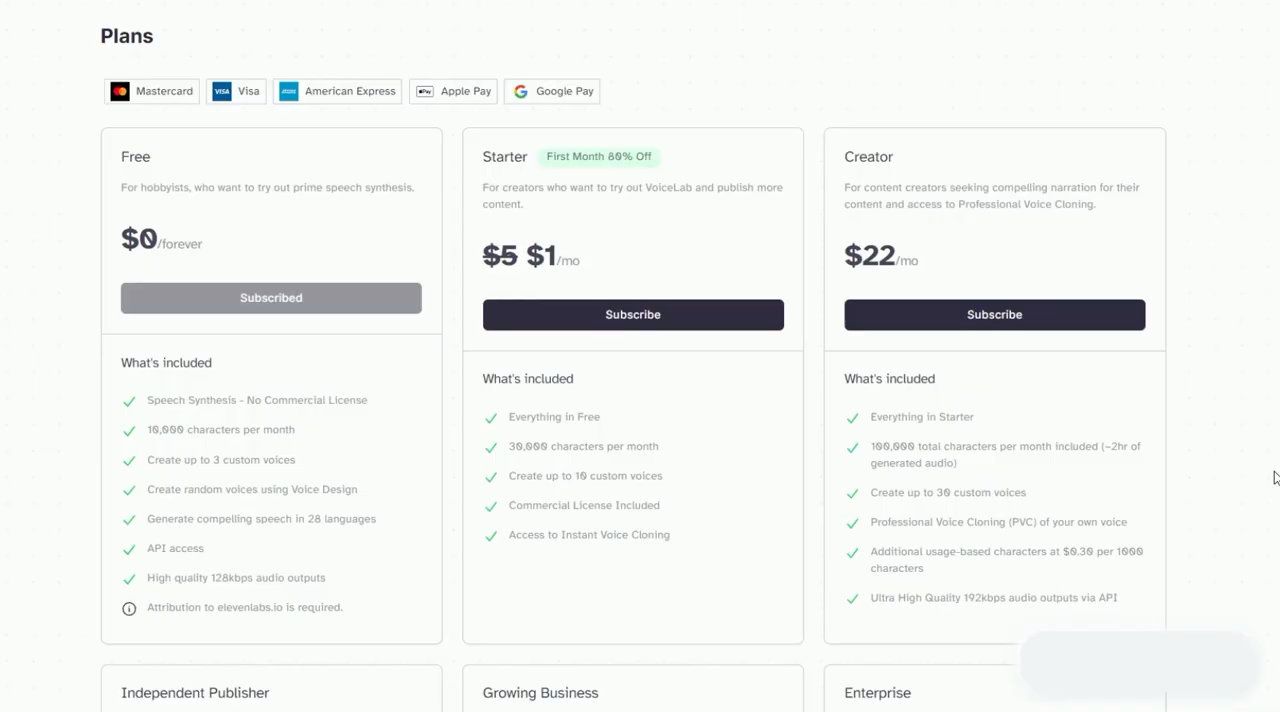 Plans
Mastercard
VISA Visa
American Express
Pay Apple Pay
Google Pay
Free
For hobbyists, who want to try out prime speech synthesis.
$0/forever
Subscribed
What's included
Speech Synthesis - No Commercial License
10,000 characters per month
Create up to 3 custom voices
Create random voices using Voice Design
Generate compelling speech in 28 languages
API access
High quality 128kbps audio outputs
Attribution to elevenlabs.io is required.
Starter First Month 80% Off
For creators who want to try out VoiceLab and publish more
content.
$5 $1/mo
Subscribe
What's included
Everything in Free
30,000 characters per month
Create up to 10 custom voices
Commercial License Included
Access to Instant Voice Cloning
Creator
For content creators seeking compelling narration for their
content and access to Professional Voice Cloning.
$22/mo
Subscribe
What's included
Everything in Starter
100,000 total characters per month included (~2hr of
generated audio)
Create up to 30 custom voices
Professional Voice Cloning (PVC) of your own voice
Additional usage-based characters at $0.30 per 1000
characters
Ultra High Quality 192kbps audio outputs via API
Independent Publisher
Growing Business
Enterprise